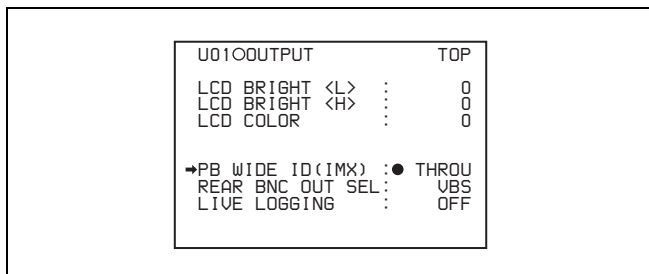 U01○OUTPUT TOP
LCD BRIGHT <L> : 0
LCD BRIGHT <H> : 0
LCD COLOR : 0
➡PB WIDE ID(IMX) :● THROU
REAR BNC OUT SEL: VBS
LIVE LOGGING : OFF